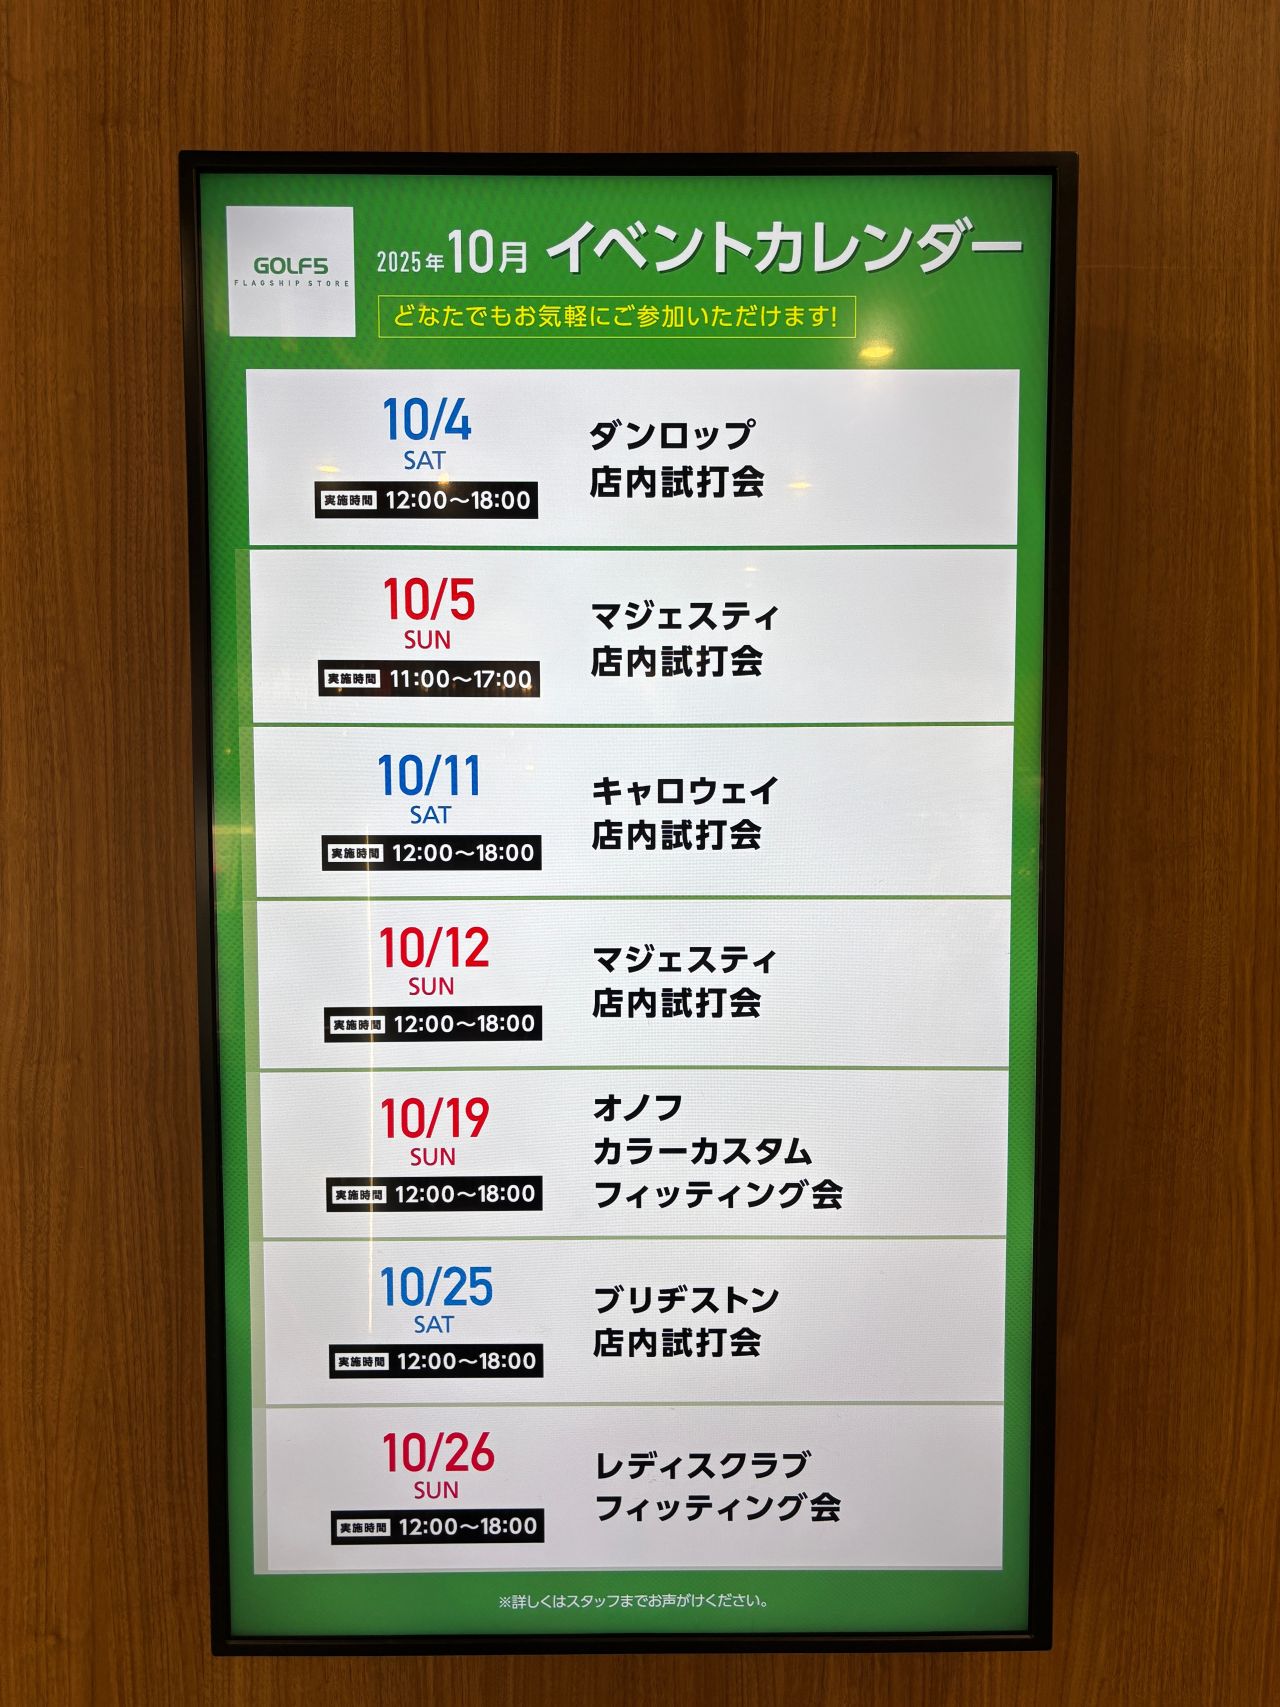 GOLF5
FLAGSHIP STORE
2025年10月 イベントカレンダー
どなたでもお気軽にご参加いただけます!
10/4
SAT
実施時間 12:00~18:00
ダンロップ
店内試打会
10/5
SUN
実施時間 11:00~17:00
マジェスティ
店内試打会
10/11
SAT
実施時間 12:00~18:00
キャロウェイ
店内試打会
10/12
SUN
実施時間 12:00~18:00
マジェスティ
店内試打会
10/19
SUN
実施時間 12:00~18:00
オノフ
カラーカスタム
フィッティング会
10/25
SAT
実施時間 12:00~18:00
ブリヂストン
店内試打会
10/26
SUN
実施時間 12:00~18:00
レディスクラブ
フィッティング会
※詳しくはスタッフまでお声がけください。